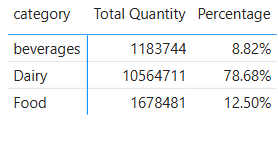 category Total Quantity Percentage
beverages 1183744 8.82%
Dairy 10564711 78.68%
Food 1678481 12.50%